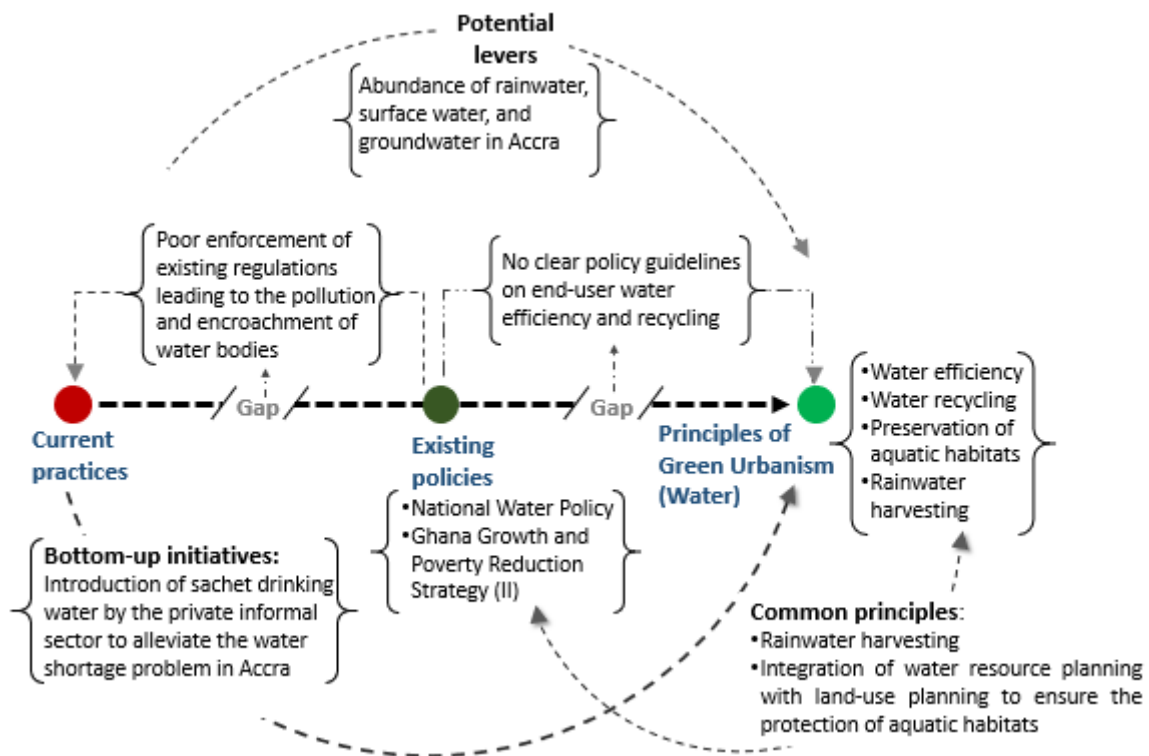 Potential
levers
Abundance of rainwater,
surface water, and
groundwater in Accra
Poor enforcement of
existing regulations
leading to the pollution
and encroachment of
water bodies
No clear policy guidelines
on end-user water
efficiency and recycling
Gap
Gap
Current
practices
Existing
policies
Principles of
Green Urbanism
(Water)
•Water efficiency
•Water recycling
•Preservation of
aquatic habitats
•Rainwater
harvesting
•National Water Policy
•Ghana Growth and
Poverty Reduction
Strategy (II)
Bottom-up initiatives:
Introduction of sachet drinking
water by the private informal
sector to alleviate the water
shortage problem in Accra
Common principles:
•Rainwater harvesting
•Integration of water resource planning
with land-use planning to ensure the
protection of aquatic habitats